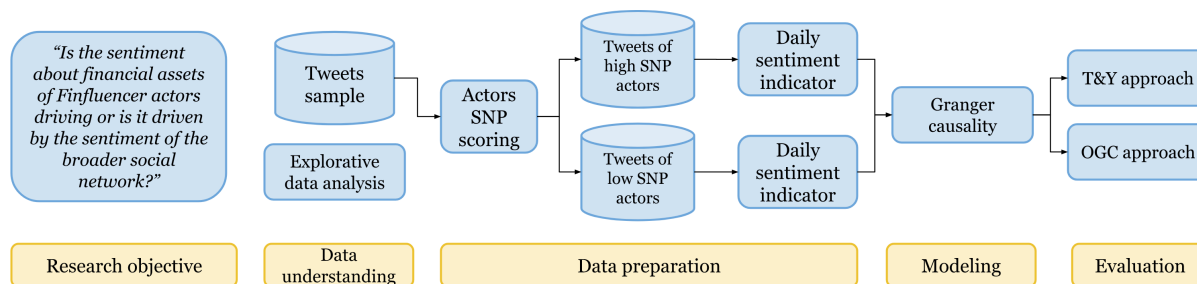 “Is the sentiment
about financial assets
of Finfluencer actors
driving or is it driven
by the sentiment of the
broader social
network?”
Tweets
sample
Explorative
data analysis
Actors
SNP
scoring
Tweets of
high SNP
actors
Tweets of
low SNP
actors
Daily
sentiment
indicator
Daily
sentiment
indicator
Granger
causality
T&Y approach
OGC approach
Research objective
Data
understanding
Data preparation
Modeling
Evaluation